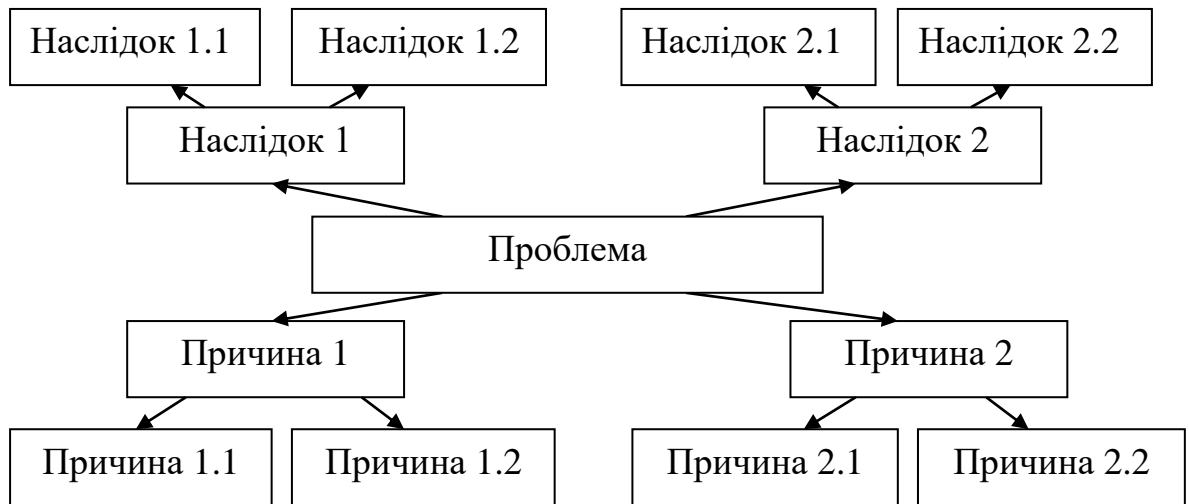 Наслідок 1.1 Наслідок 1.2 Наслідок 2.1 Наслідок 2.2
Наслідок 1 Наслідок 2
Проблема
Причина 1 Причина 2
Причина 1.1 Причина 1.2 Причина 2.1 Причина 2.2